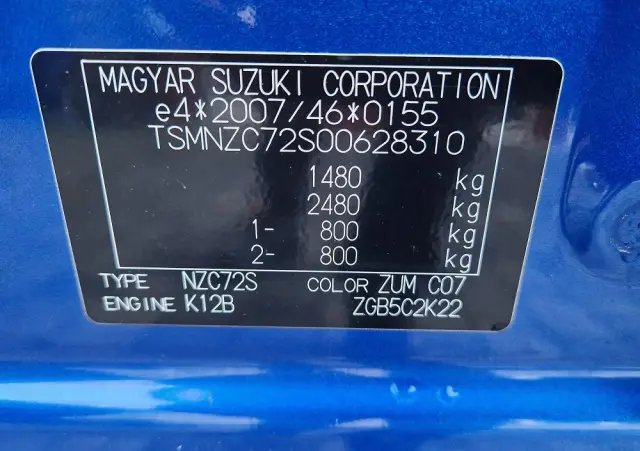 MAGYAR SUZUKI CORPORATION
e4*2007/46*0155
TSMNZC72S00628310
1480 kg
2480 kg
1- 800 kg
2- 800 kg
TYPE NZC72S COLOR ZUM C07
ENGINE K12B ZGB5C2K22